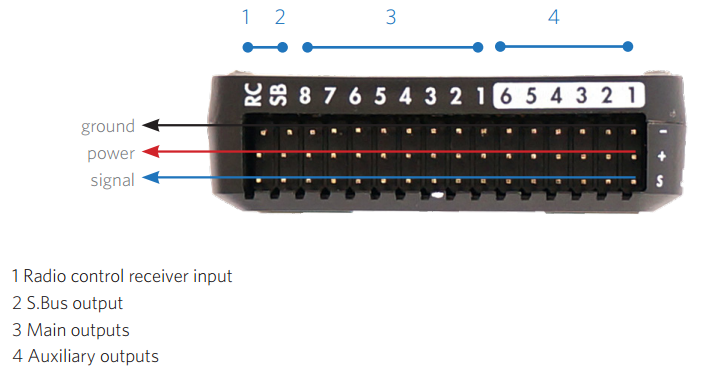 1 2 3 4
RC SB 8 7 6 5 4 3 2 1 6 5 4 3 2 1
ground -
power +
signal S
1 Radio control receiver input
2 S.Bus output
3 Main outputs
4 Auxiliary outputs